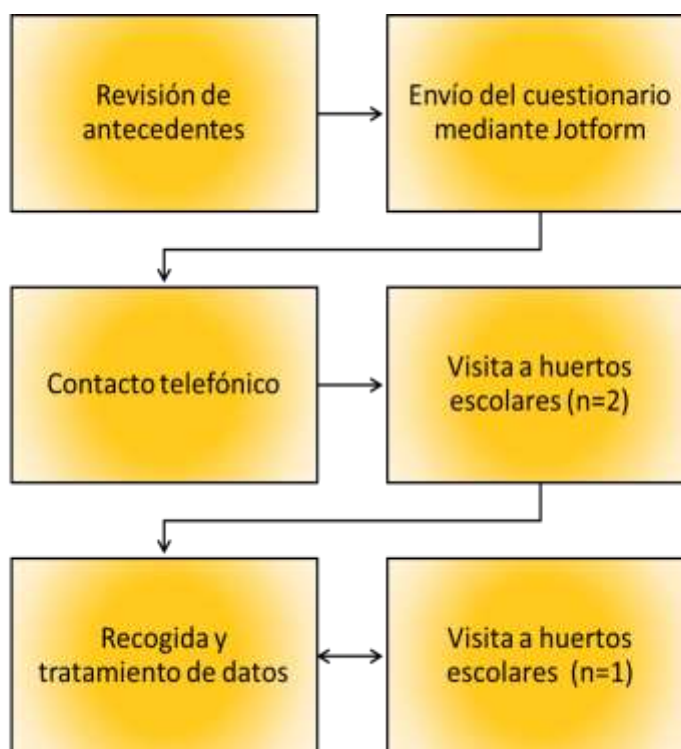 Revisión de
antecedentes
Envío del cuestionario
mediante Jotform
Contacto telefónico
Visita a huertos
escolares (n=2)
Recogida y
tratamiento de datos
Visita a huertos
escolares (n=1)